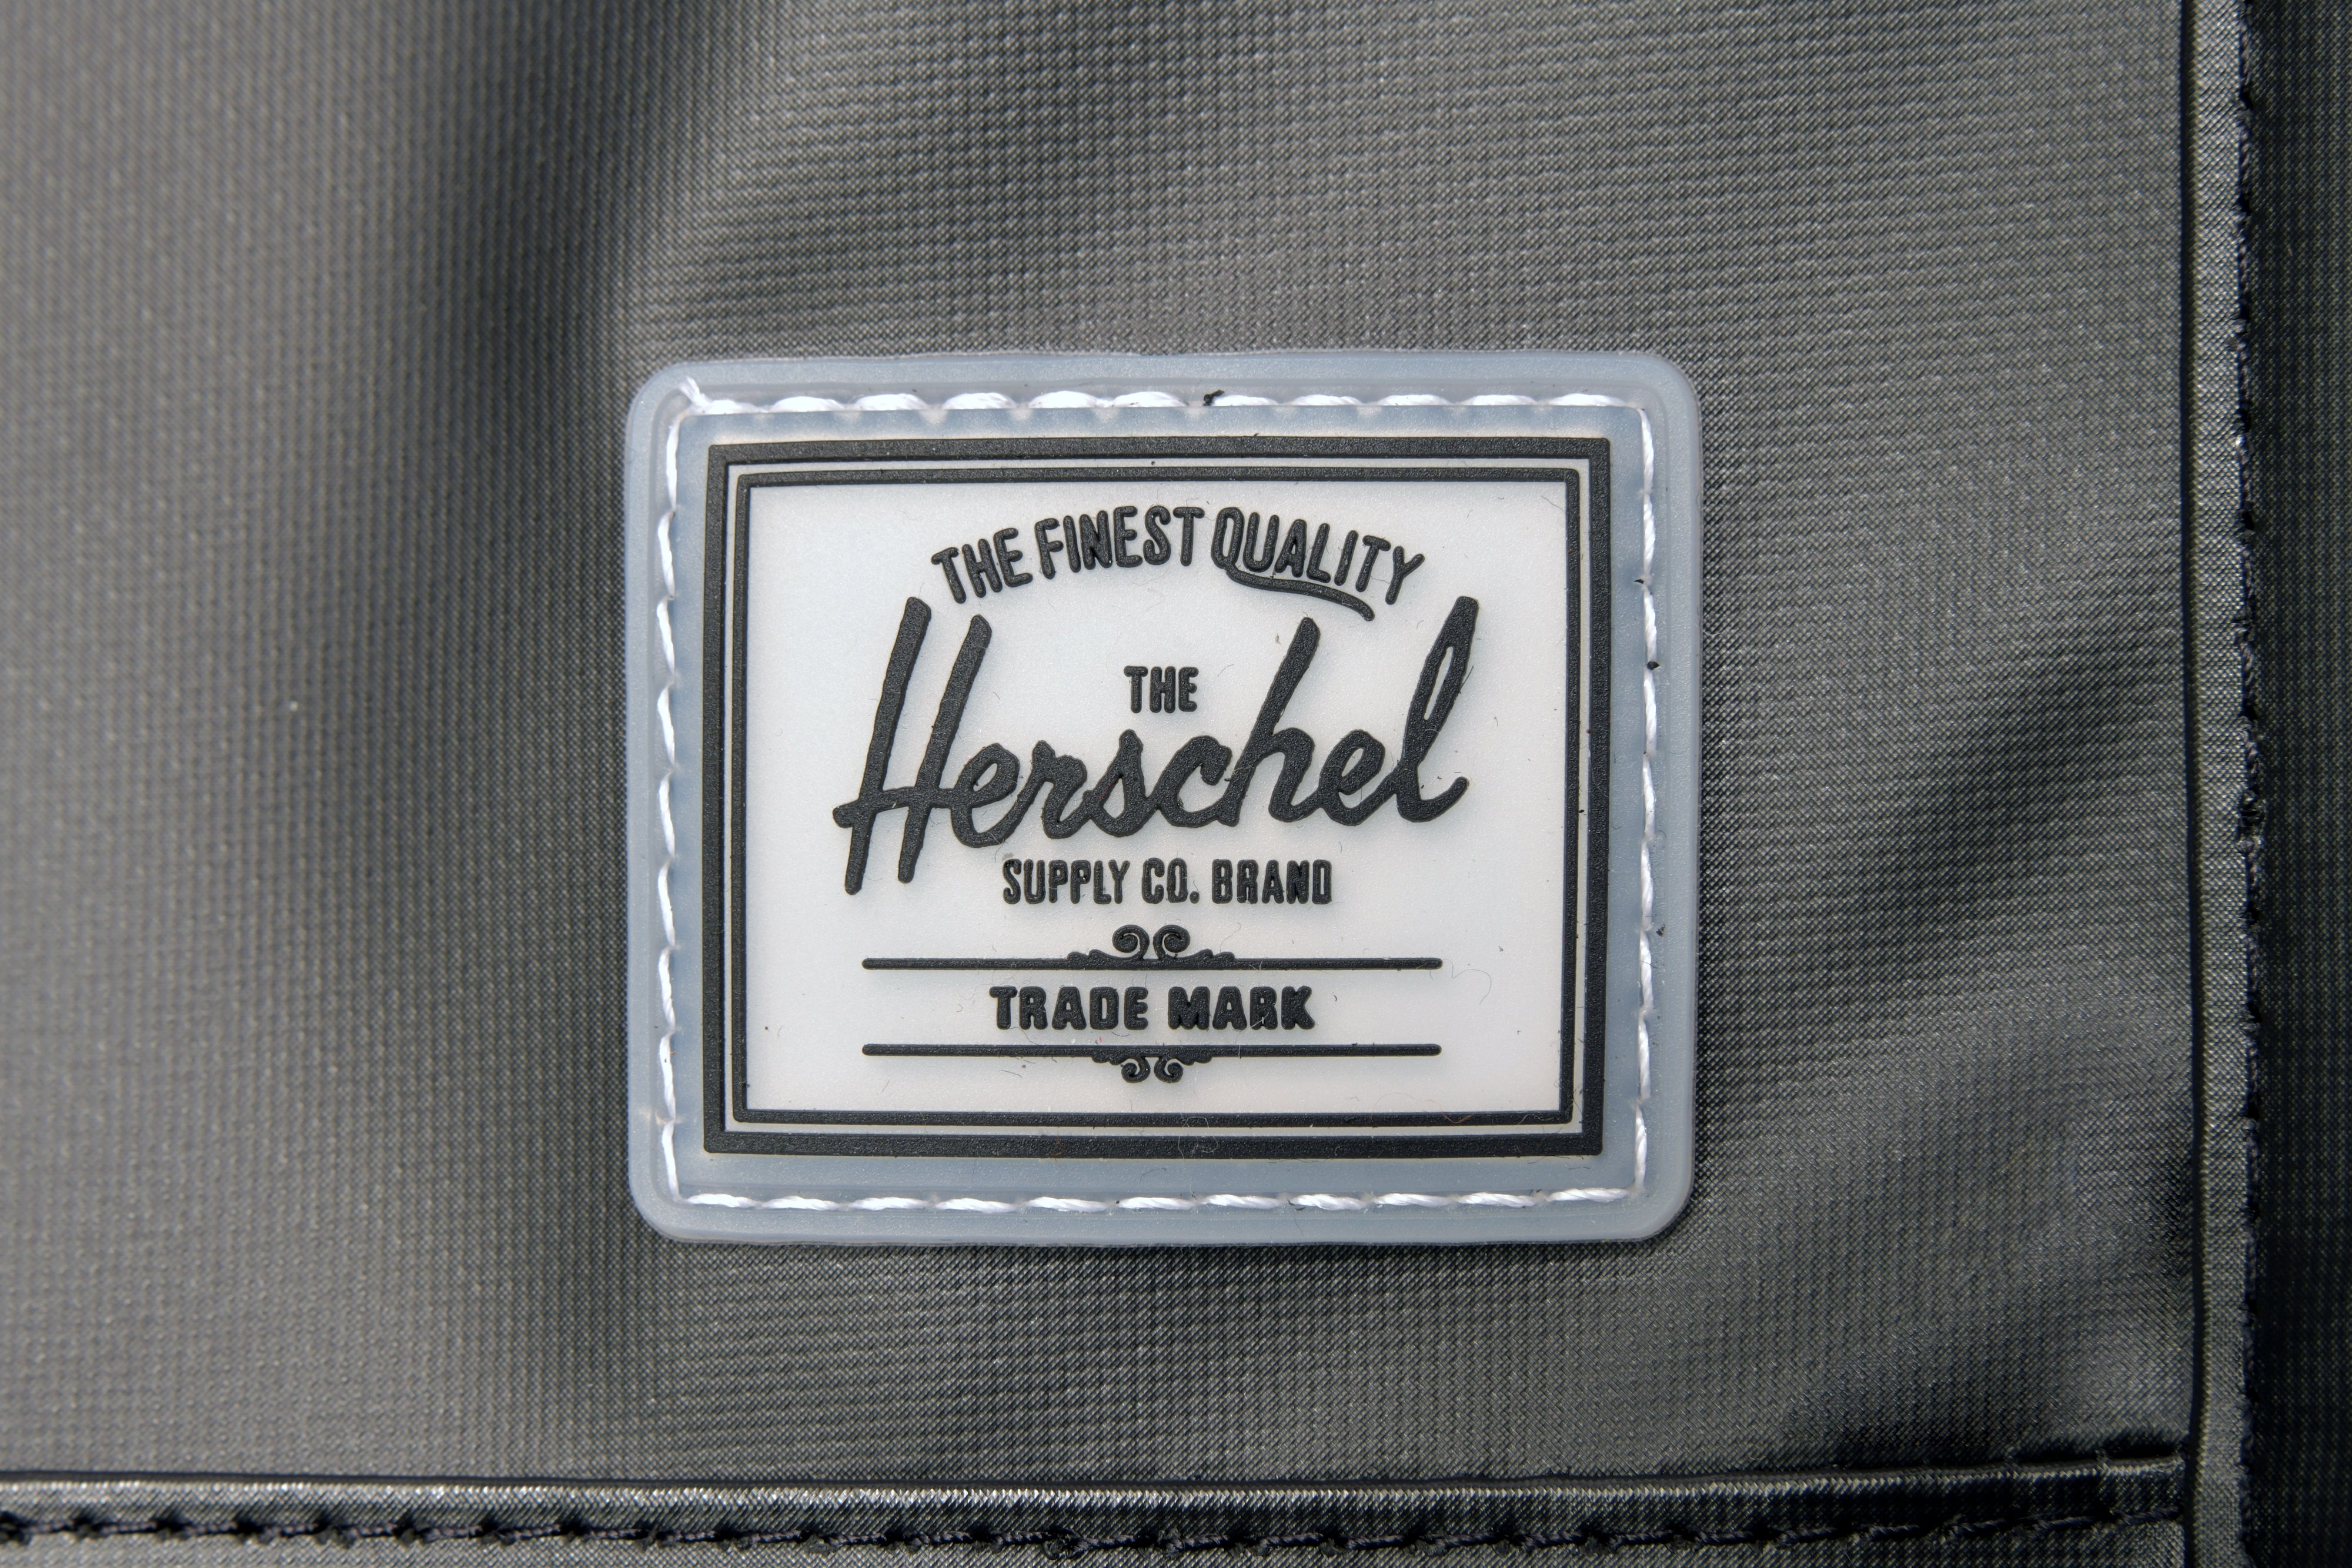 THE FINEST QUALITY
THE
Herschel
SUPPLY CO. BRAND
TRADE MARK